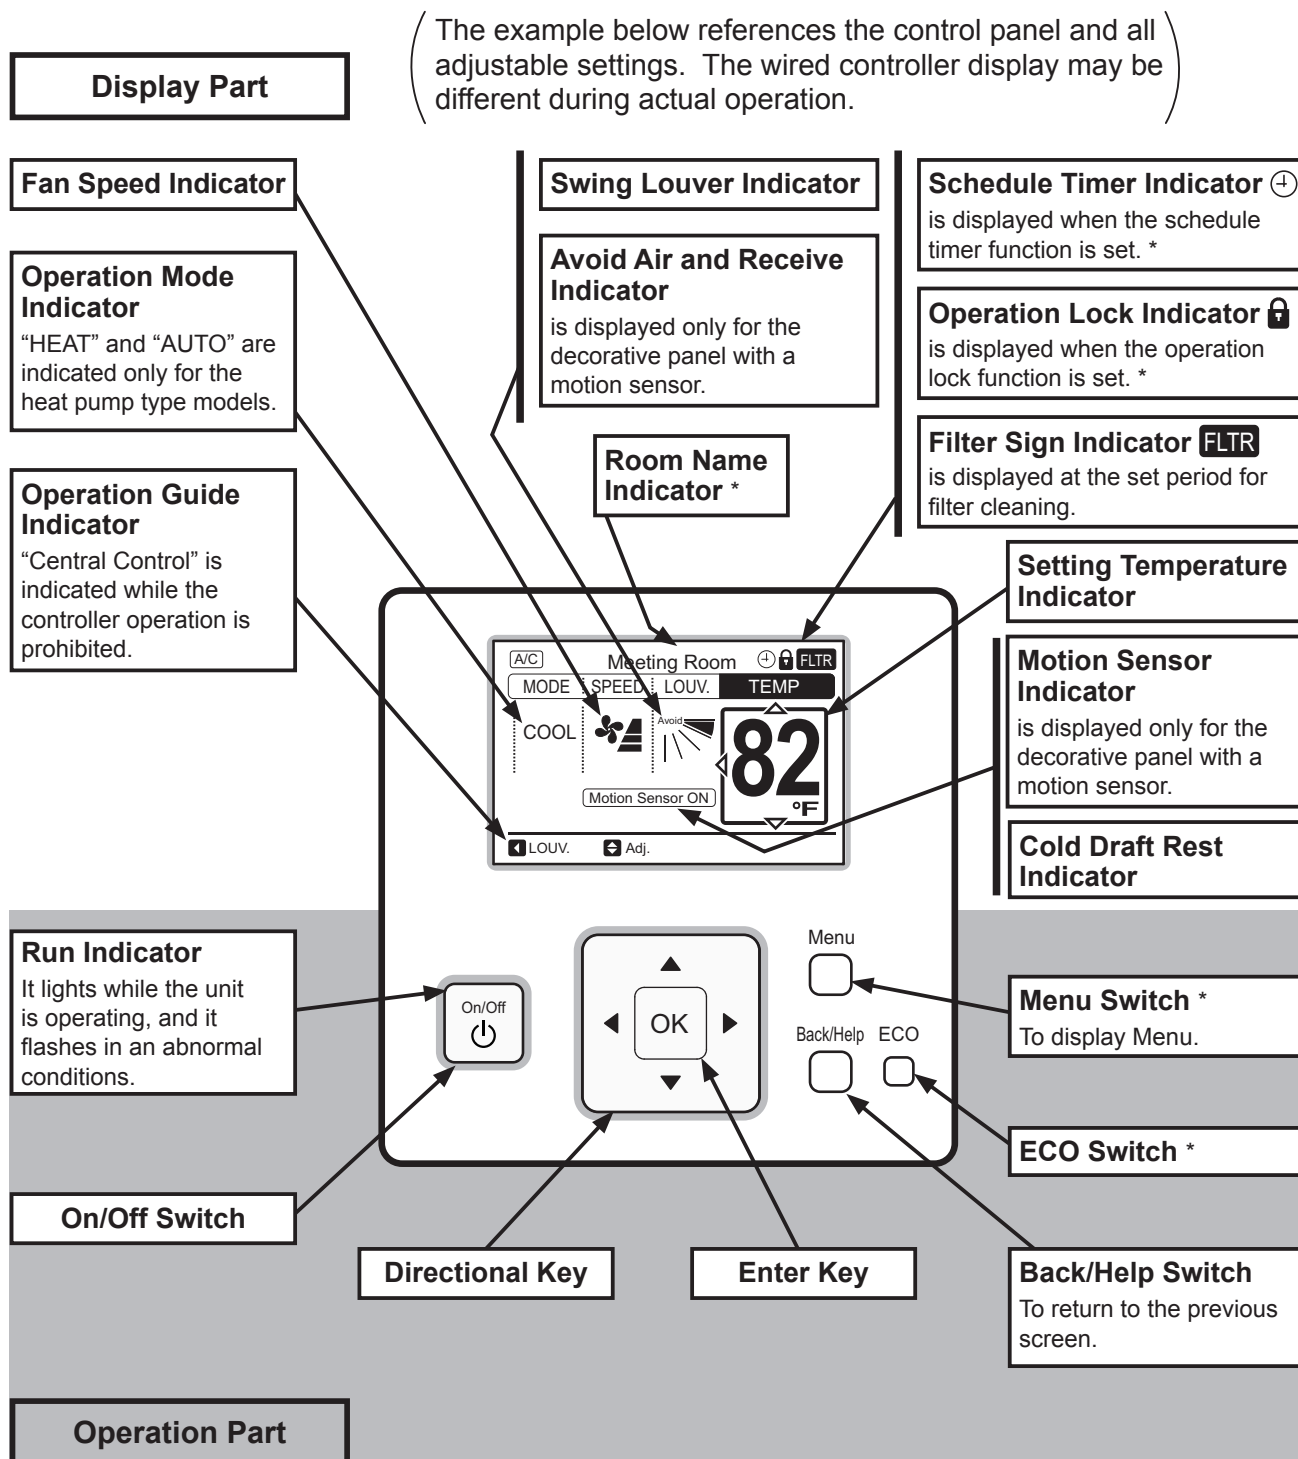 The example below references the control panel and all
adjustable settings.  The wired controller display may be
different during actual operation.
Display Part
Fan Speed Indicator
Operation Mode
Indicator
“HEAT” and “AUTO” are
indicated only for the
heat pump type models.
Operation Guide
Indicator
“Central Control” is
indicated while the
controller operation is
prohibited.
Swing Louver Indicator
Avoid Air and Receive
Indicator
is displayed only for the
decorative panel with a
motion sensor.
Room Name
Indicator *
Schedule Timer Indicator
is displayed when the schedule
timer function is set. *
Operation Lock Indicator
is displayed when the operation
lock function is set. *
Filter Sign Indicator FLTR
is displayed at the set period for
filter cleaning.
Setting Temperature
Indicator
Motion Sensor
Indicator
is displayed only for the
decorative panel with a
motion sensor.
Cold Draft Rest
Indicator
A/C Meeting Room FLTR
MODE SPEED LOUV. TEMP
COOL
Avoid
82
°F
Motion Sensor ON
LOUV. Adj.
Run Indicator
It lights while the unit
is operating, and it
flashes in an abnormal
conditions.
On/Off
OK
Menu
Back/Help ECO
Menu Switch *
To display Menu.
ECO Switch *
On/Off Switch
Directional Key
Enter Key
Back/Help Switch
To return to the previous
screen.
Operation Part